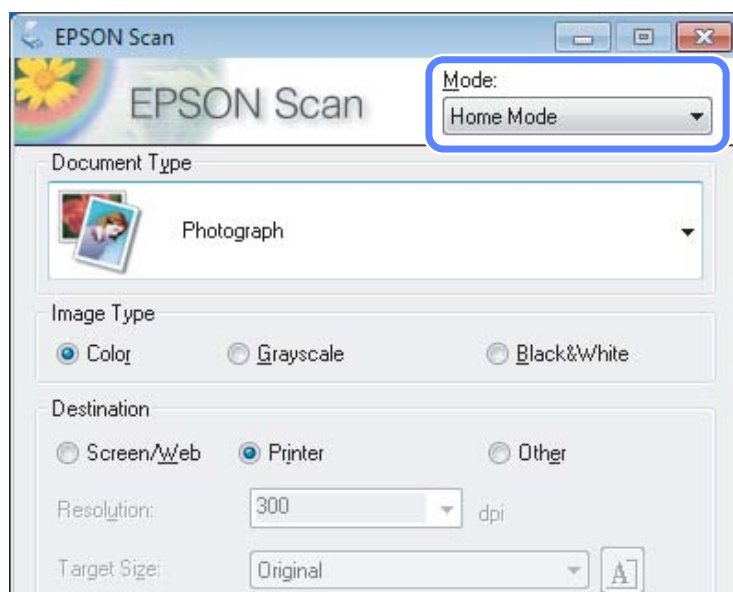 EPSON Scan
EPSON Scan
Mode:
Home Mode
Document Type
Photograph
Image Type
Color Grayscale Black&White
Destination
Screen/Web Printer Other
Resolution: 300 dpi
Target Size: Original A